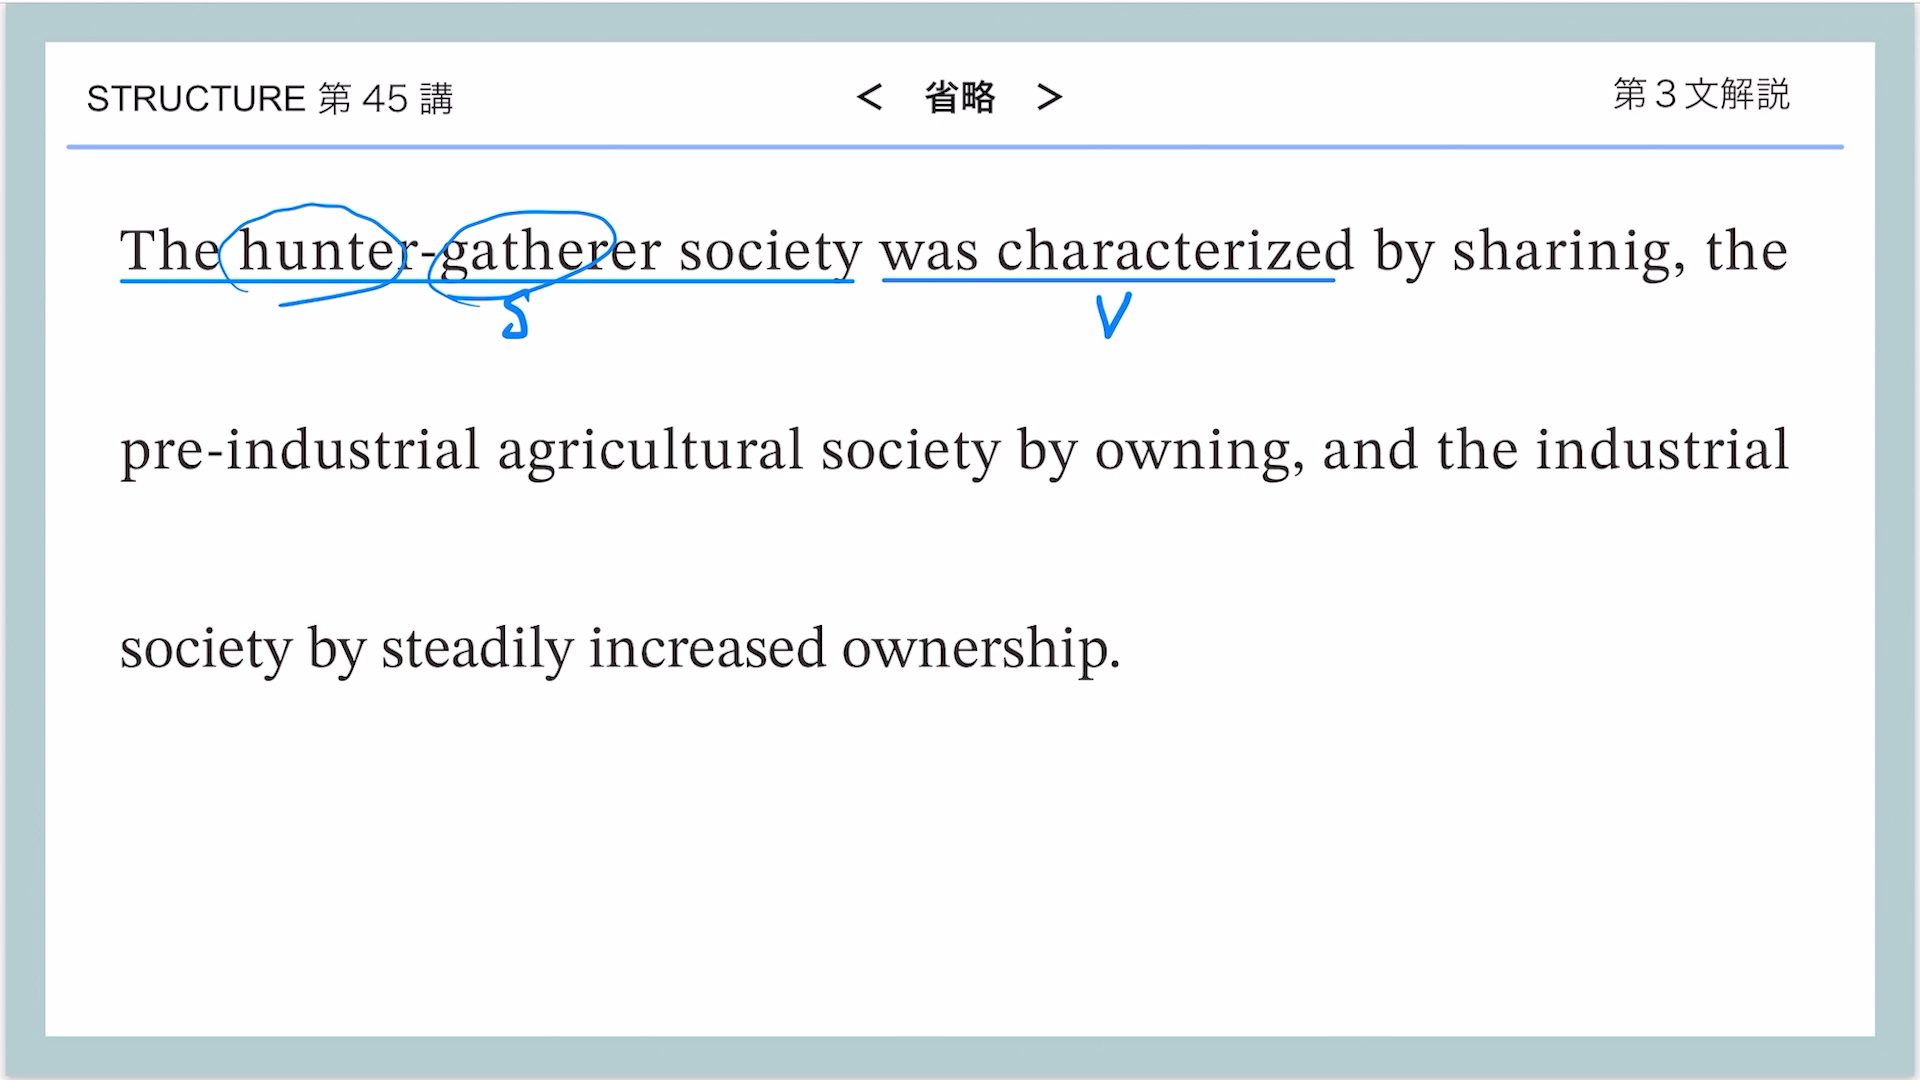 STRUCTURE 第 45 講
< 省略 >
第３文解説
The hunter-gatherer society was characterized by sharinig, the
S
V
pre-industrial agricultural society by owning, and the industrial
society by steadily increased ownership.